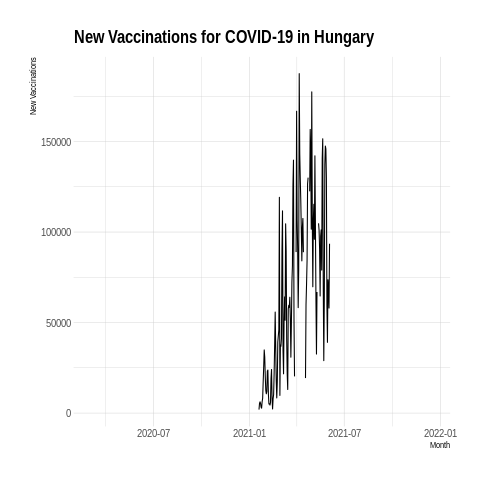 New Vaccinations for COVID-19 in Hungary
New Vaccinations
150000
100000
50000
0
2020-07 2021-01 2021-07 2022-01
Month